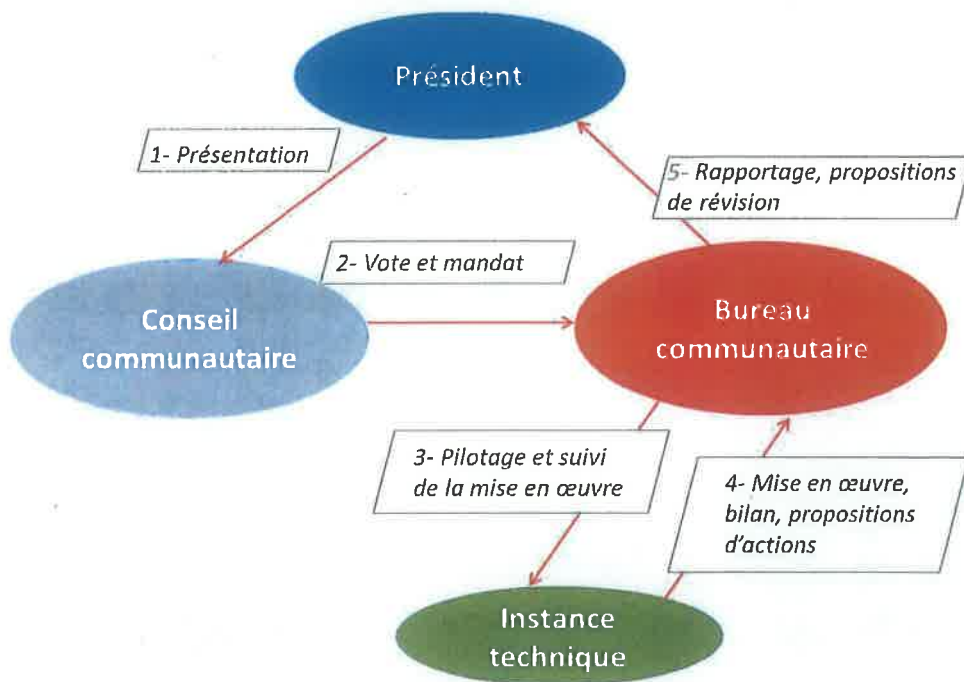 Président
1- Présentation
5- Rapportage, propositions
de révision
2- Vote et mandat
Conseil
communautaire
Bureau
communautaire
3- Pilotage et suivi
de la mise en œuvre
4- Mise en œuvre,
bilan, propositions
d'actions
Instance
technique